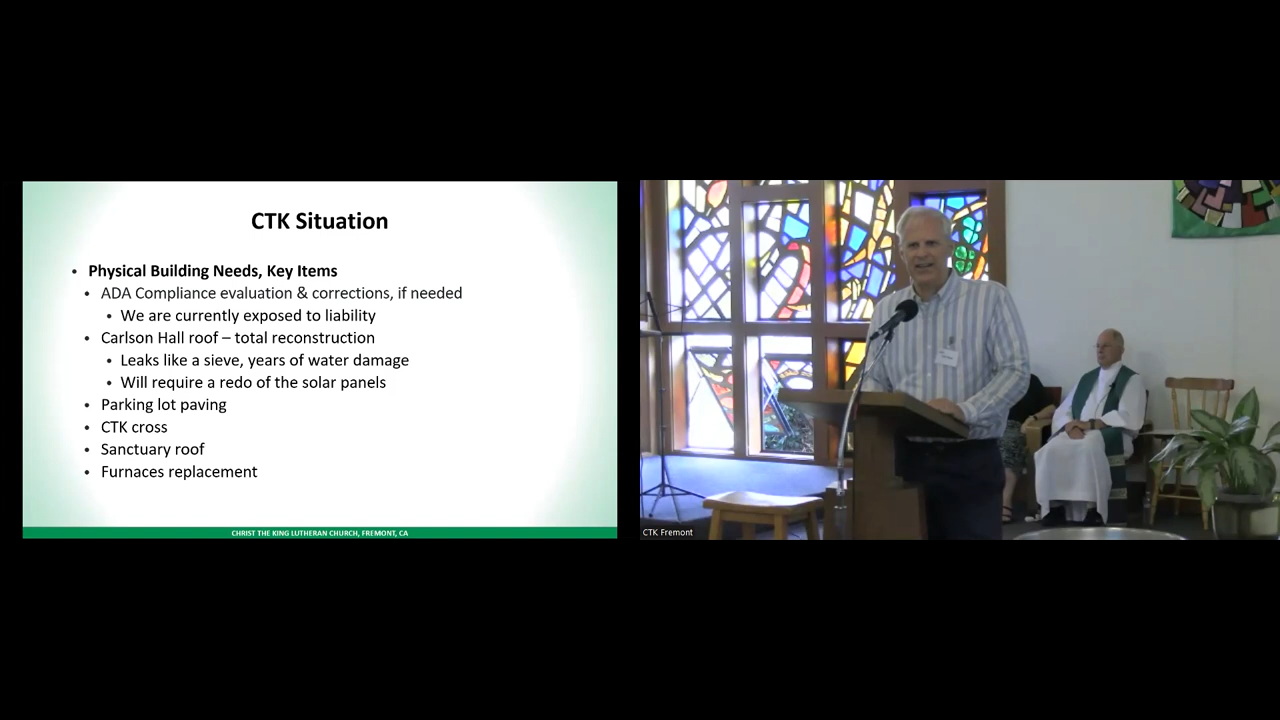 CTK Situation
Physical Building Needs, Key Items
ADA Compliance evaluation & corrections, if needed
We are currently exposed to liability
Carlson Hall roof – total reconstruction
Leaks like a sieve, years of water damage
Will require a redo of the solar panels
Parking lot paving
CTK cross
Sanctuary roof
Furnaces replacement
CHRIST THE KING LUTHERAN CHURCH, FREMONT, CA
CTK Fremont